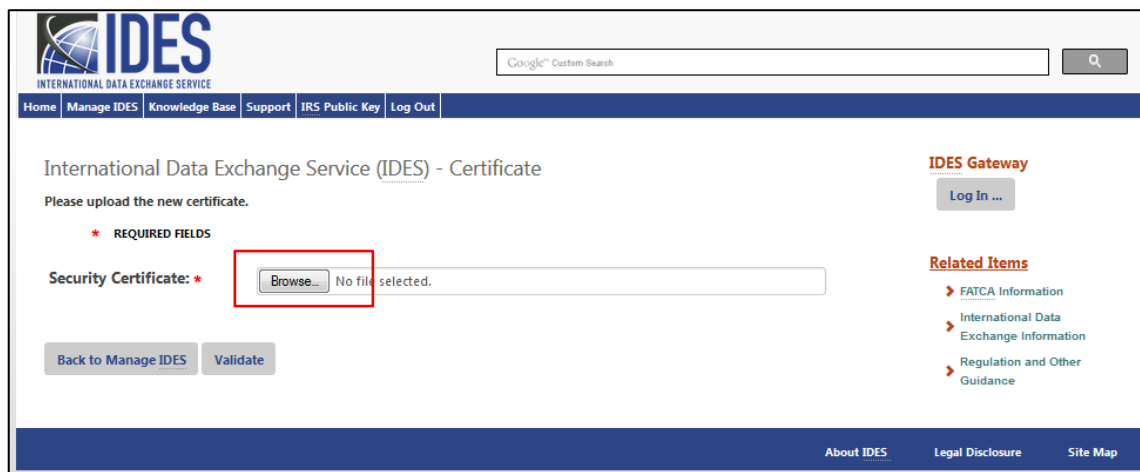 IDES
INTERNATIONAL DATA EXCHANGE SERVICE
Google™ Custom Search
Home Manage IDES Knowledge Base Support IRS Public Key Log Out
International Data Exchange Service (IDES) - Certificate
Please upload the new certificate.
* REQUIRED FIELDS
Security Certificate: *
Browse... No file selected.
Back to Manage IDES Validate
IDES Gateway
Log In ...
Related Items
FATCA Information
International Data
Exchange Information
Regulation and Other
Guidance
About IDES Legal Disclosure Site Map